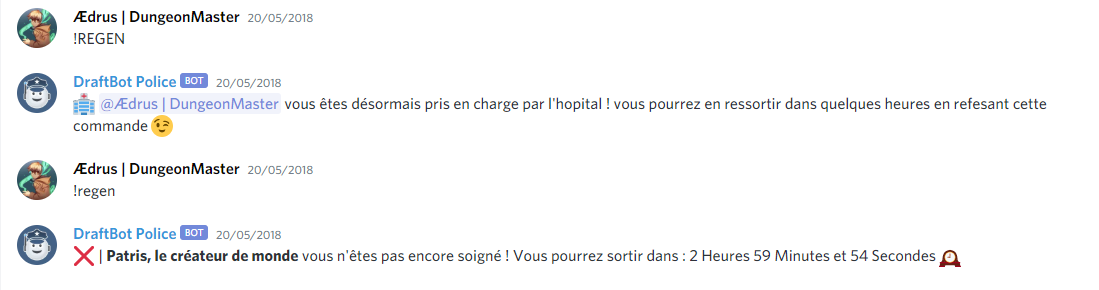 Ædrus | DungeonMaster 20/05/2018
!REGEN
DraftBot Police BOT 20/05/2018
@Ædrus | DungeonMaster vous êtes désormais pris en charge par l'hopital ! vous pourrez en ressortir dans quelques heures en refesant cette
commande
Ædrus | DungeonMaster 20/05/2018
!regen
DraftBot Police BOT 20/05/2018
| Patris, le créateur de monde vous n'êtes pas encore soigné ! Vous pourrez sortir dans : 2 Heures 59 Minutes et 54 Secondes